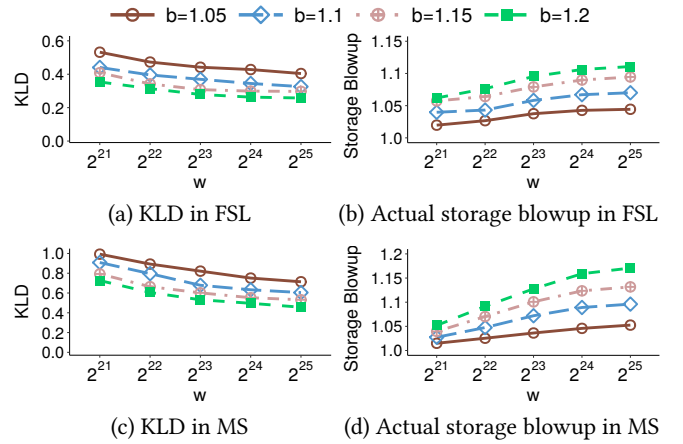 b=1.05 b=1.1 b=1.15 b=1.2
KLD
0.6
0.4
0.2
0.0
2^21 2^22 2^23 2^24 2^25
w
(a) KLD in FSL
Storage Blowup
1.15
1.10
1.05
1.0
2^21 2^22 2^23 2^24 2^25
w
(b) Actual storage blowup in FSL
KLD
1.0
0.8
0.6
0.4
0.2
0.0
2^21 2^22 2^23 2^24 2^25
w
(c) KLD in MS
Storage Blowup
1.2
1.15
1.1
1.05
1.0
2^21 2^22 2^23 2^24 2^25
w
(d) Actual storage blowup in MS